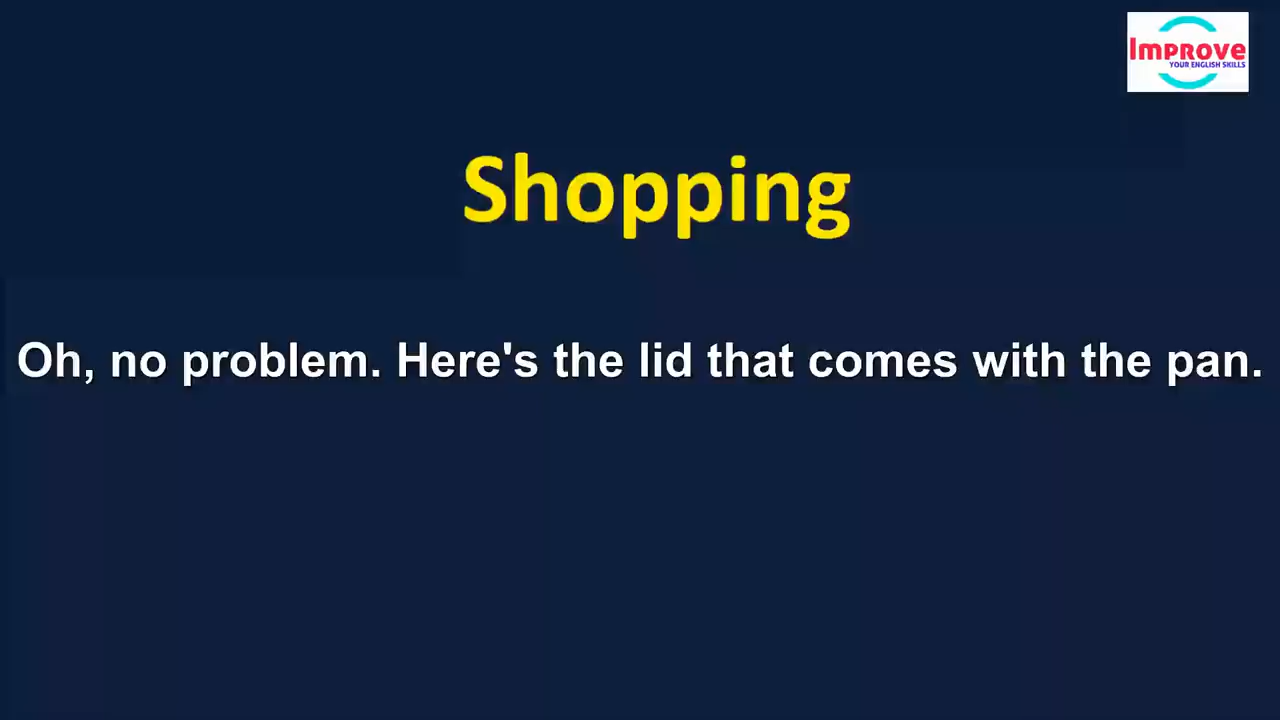 Improve
YOUR ENGLISH SKILLS
Shopping
Oh, no problem. Here's the lid that comes with the pan.